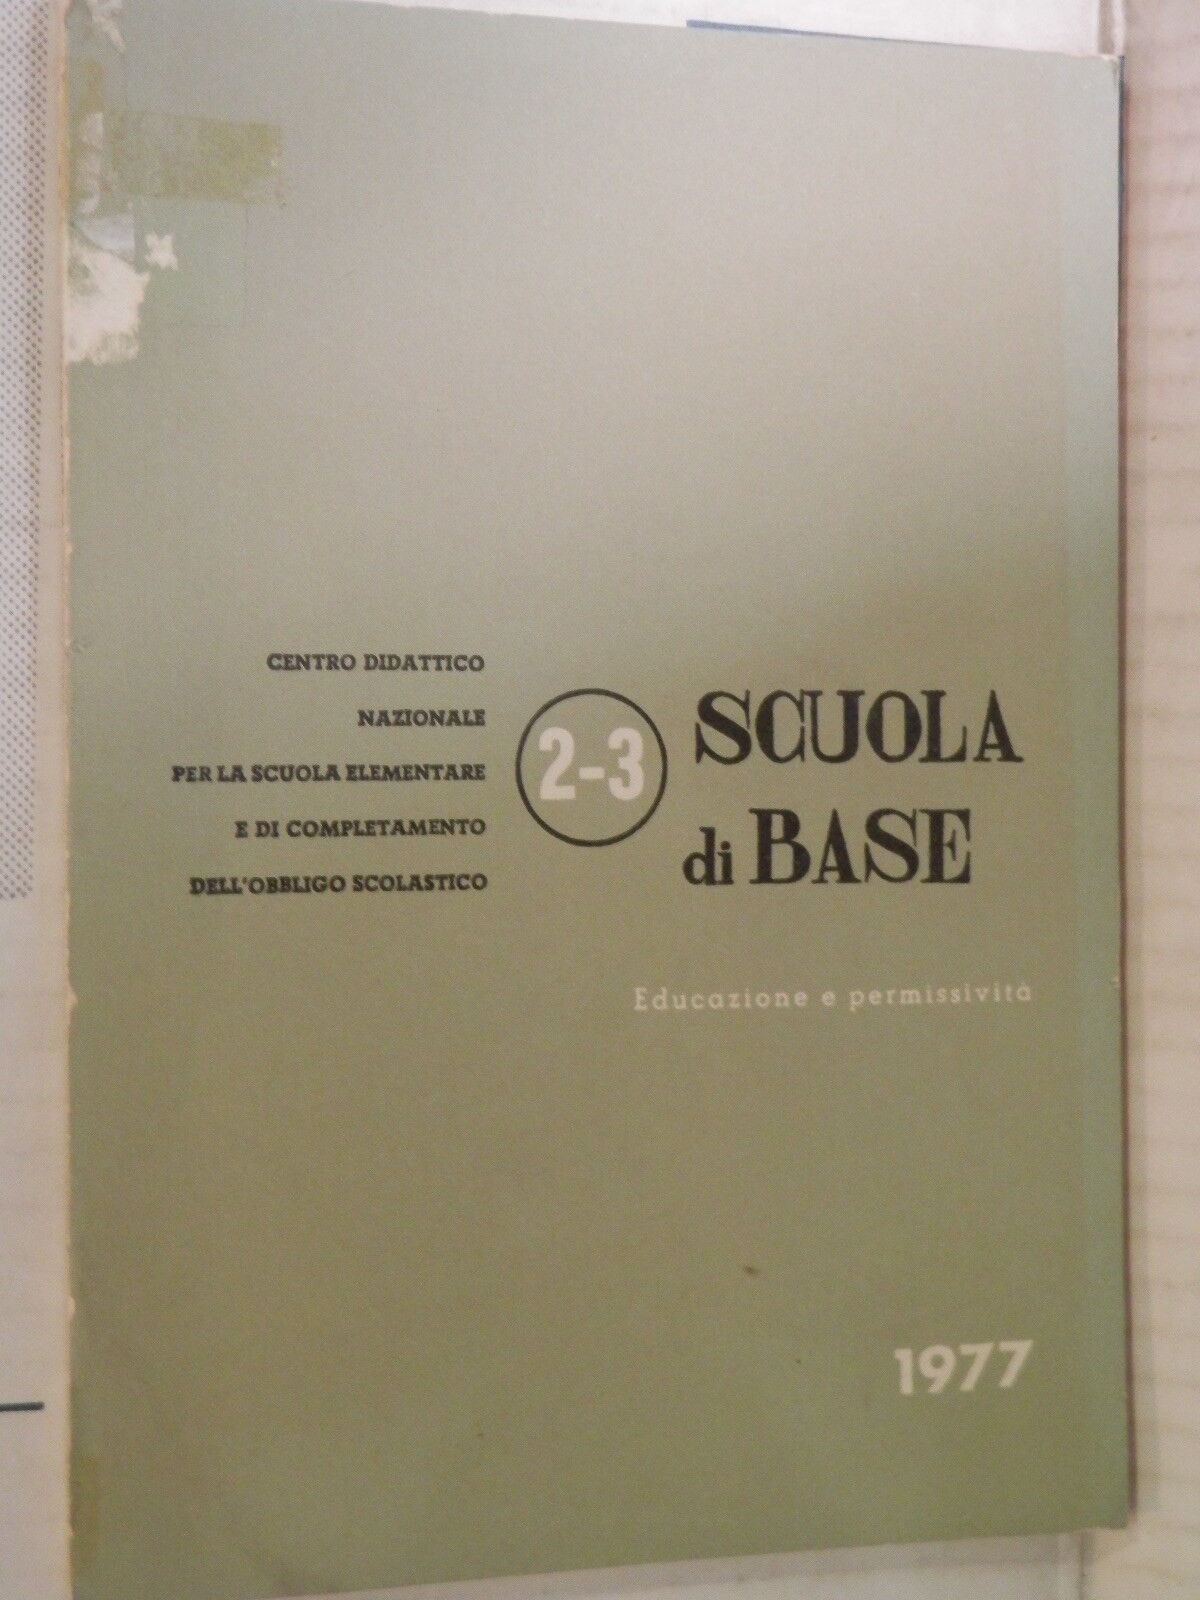 CENTRO DIDATTICO
NAZIONALE
PER LA SCUOLA ELEMENTARE
E DI COMPLETAMENTO
DELL'OBBLIGO SCOLASTICO
2-3
SCUOLA
di BASE
Educazione e permissività
1977